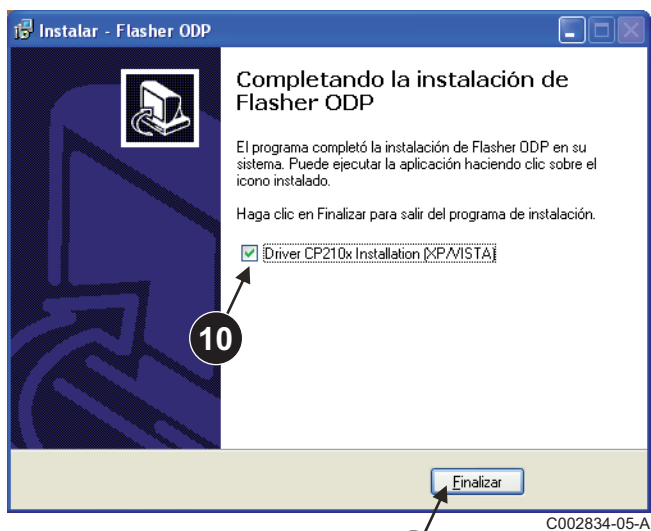 Instalar - Flasher ODP
Completando la instalación de
Flasher ODP
El programa completó la instalación de Flasher ODP en su
sistema. Puede ejecutar la aplicación haciendo clic sobre el
icono instalado.
Haga clic en Finalizar para salir del programa de instalación.
Driver CP210x Installation (XP/VISTA)
10
Finalizar
C002834-05-A